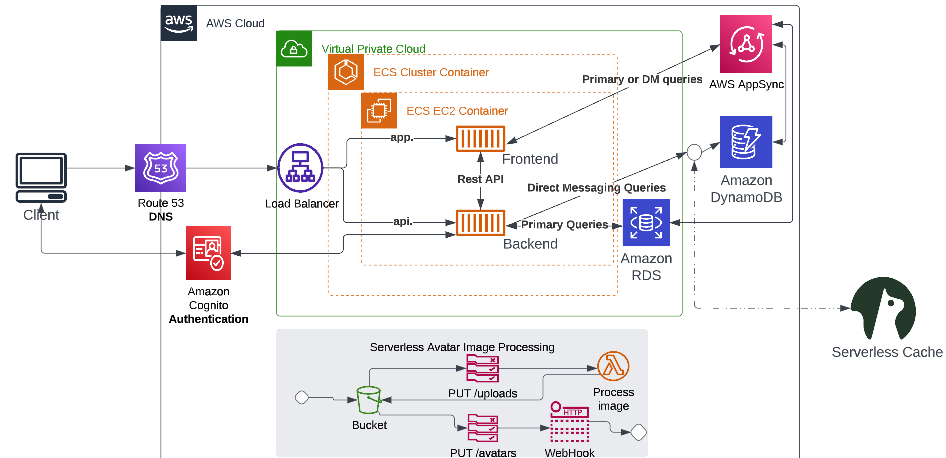 aws
AWS Cloud
Virtual Private Cloud
ECS Cluster Container
ECS EC2 Container
Primary or DM queries
AWS AppSync
app.
Frontend
53
Rest API
Direct Messaging Queries
Amazon
DynamoDB
Client
Route 53
DNS
Load Balancer
api.
Backend
Primary Queries
Amazon
RDS
Amazon
Cognito
Authentication
Serverless Cache
Serverless Avatar Image Processing
PUT /uploads
Process
image
Bucket
HTTP
PUT /avatars
WebHook